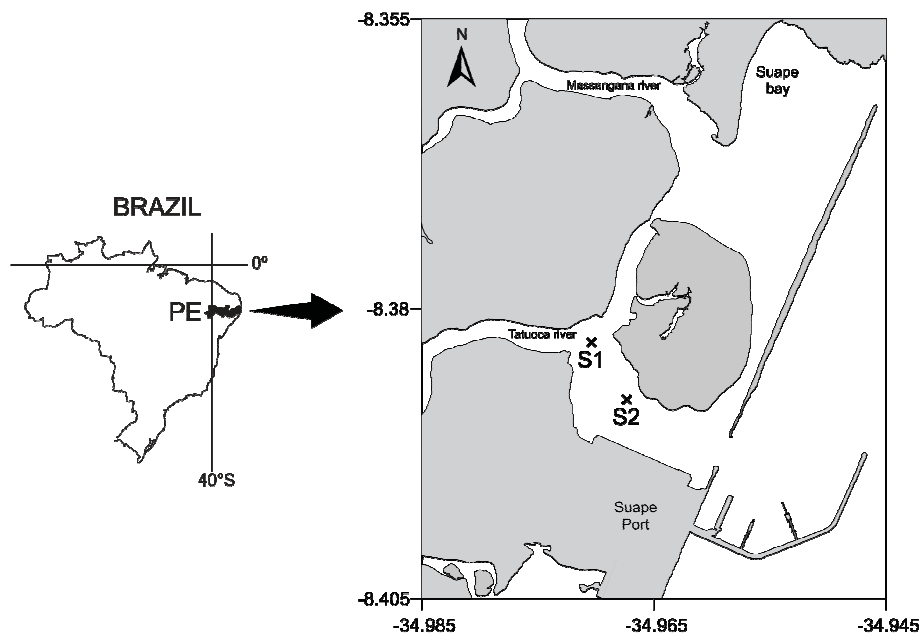 BRAZIL
0°
PE
40°S
-8.355
-8.38
-8.405
-34.985
-34.965
-34.945
N
Massangana river
Suape
bay
Tatuoca river
S1
S2
Suape
Port